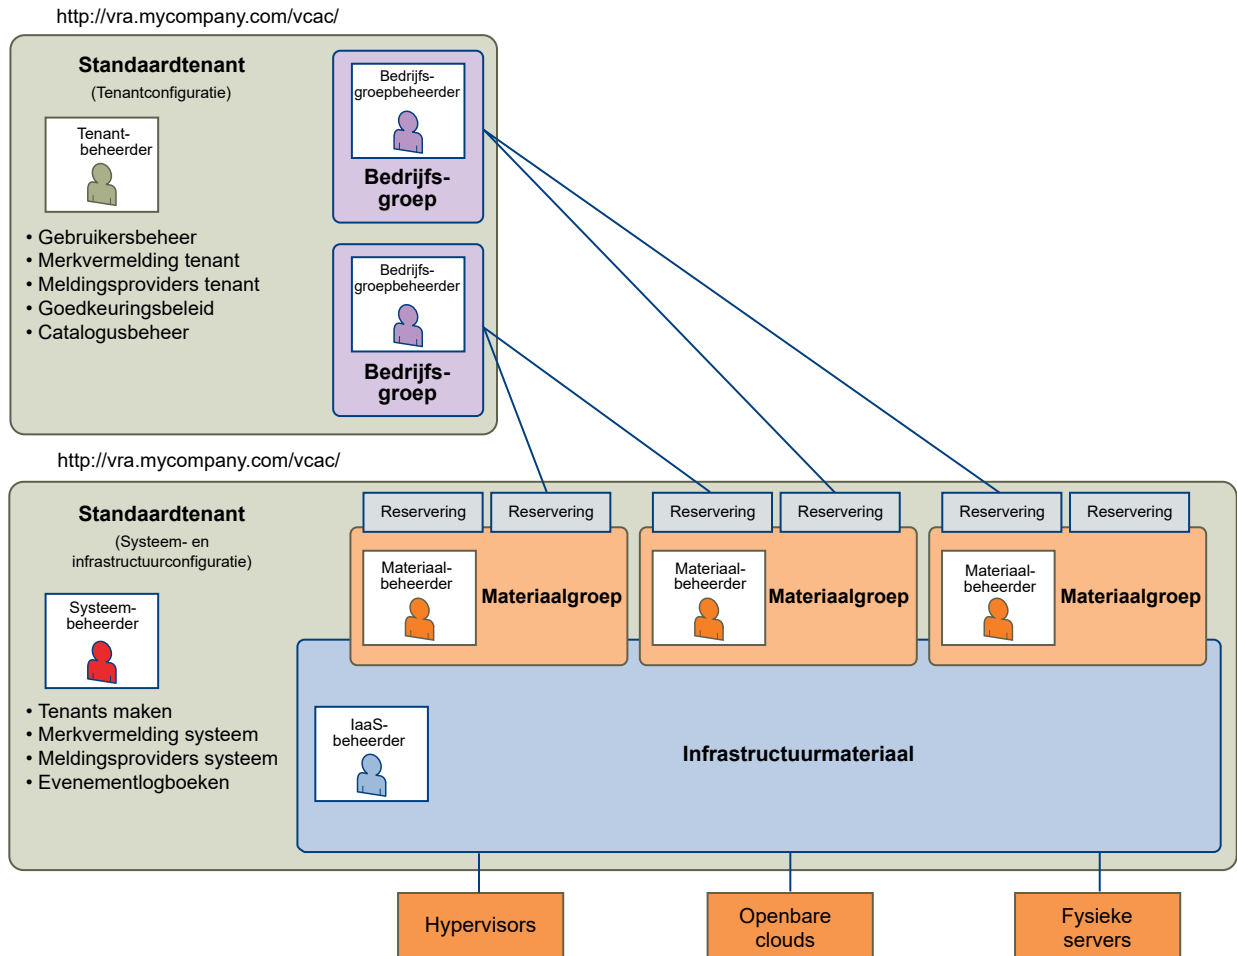 http://vra.mycompany.com/vcac/
Standaardtenant
(Tenantconfiguratie)
Tenant-
beheerder
• Gebruikersbeheer
• Merkvermelding tenant
• Meldingsproviders tenant
• Goedkeuringsbeleid
• Catalogusbeheer
Bedrijfs-
groepbeheerder
Bedrijfs-
groep
Bedrijfs-
groepbeheerder
Bedrijfs-
groep
http://vra.mycompany.com/vcac/
Standaardtenant
(Systeem- en
infrastructuurconfiguratie)
Systeem-
beheerder
• Tenants maken
• Merkvermelding systeem
• Meldingsproviders systeem
• Evenementlogboeken
Reservering
Reservering
Reservering
Reservering
Reservering
Reservering
Materiaal-
beheerder
Materiaalgroep
Materiaal-
beheerder
Materiaalgroep
Materiaal-
beheerder
Materiaalgroep
IaaS-
beheerder
Infrastructuurmateriaal
Hypervisors
Openbare
clouds
Fysieke
servers